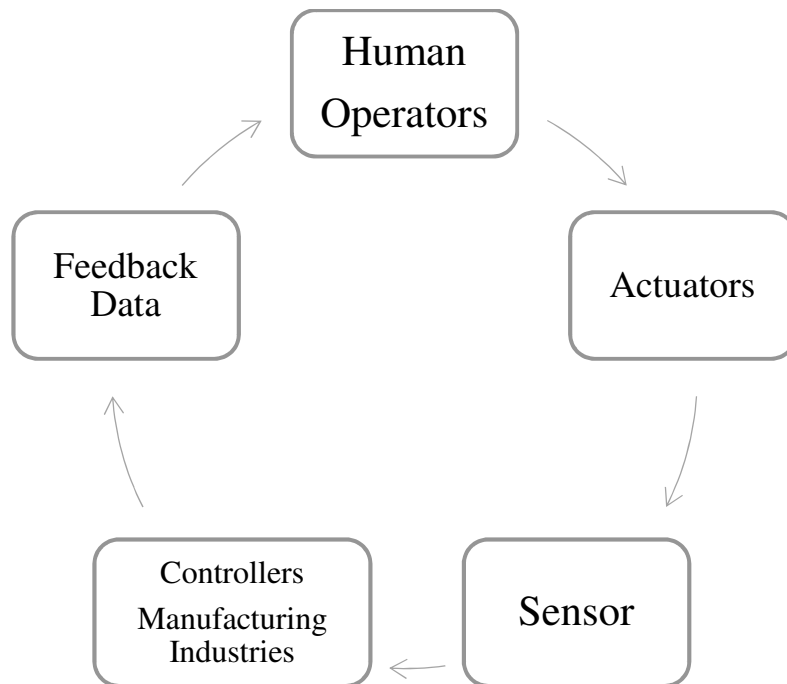 Human
Operators
Actuators
Sensor
Controllers
Manufacturing
Industries
Feedback
Data